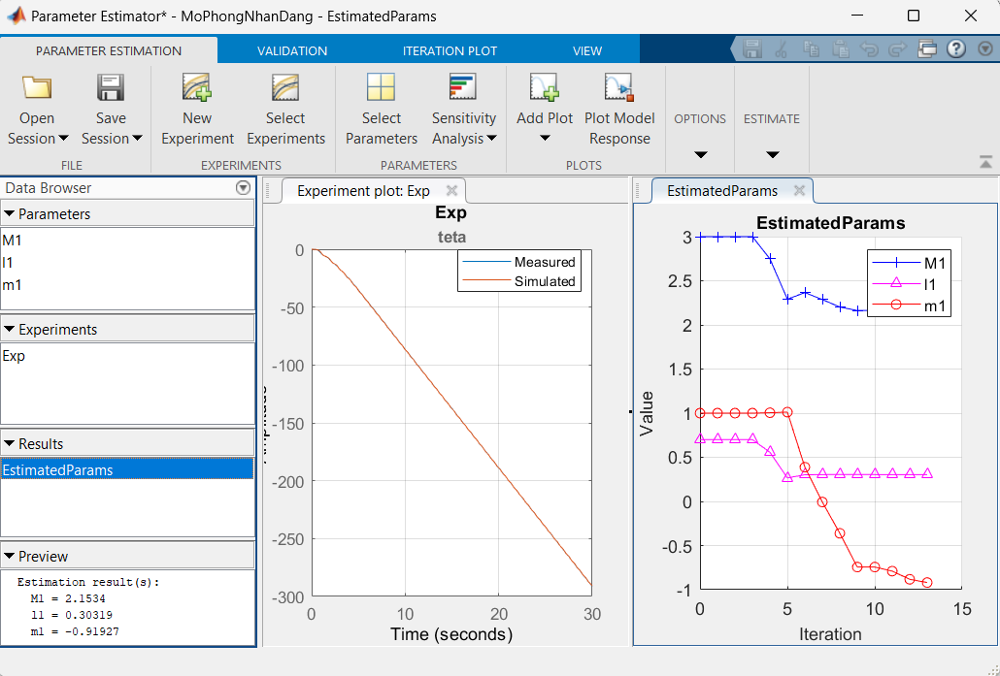 Parameter Estimator* - MoPhongNhanDang - EstimatedParams
PARAMETER ESTIMATION VALIDATION ITERATION PLOT VIEW
Open Session Save Session New Experiment Select Experiments Select Parameters Sensitivity Analysis Add Plot Plot Model Response OPTIONS ESTIMATE
FILE EXPERIMENTS PARAMETERS PLOTS
Data Browser
Parameters
M1
l1
m1
Experiments
Exp
Results
EstimatedParams
Preview
Estimation result(s):
M1 = 2.1534
l1 = 0.30319
m1 = -0.91927
Experiment plot: Exp
Exp
teta
Measured
Simulated
0
-50
-100
-150
-200
-250
-300
0 10 20 30
Time (seconds)
Amplitude
EstimatedParams
EstimatedParams
M1
l1
m1
3
2.5
2
1.5
1
0.5
0
-0.5
-1
0 5 10 15
Iteration
Value